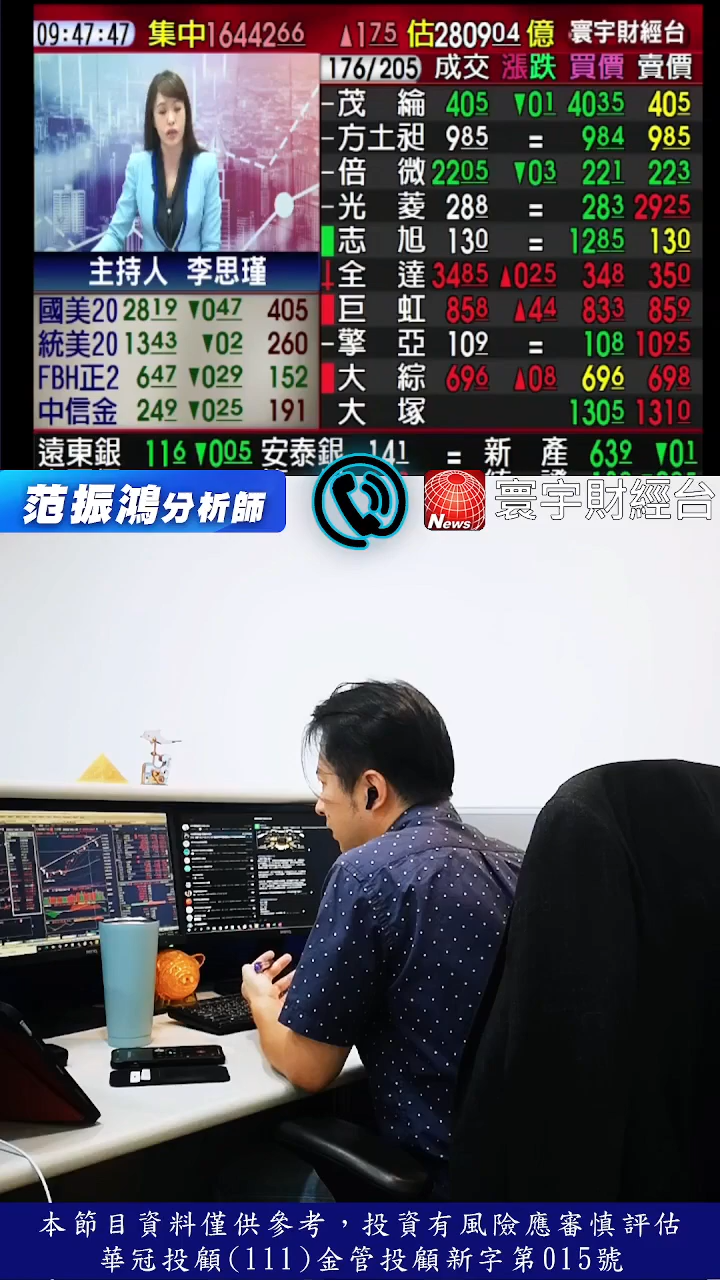 09:47:47 集中1644266 ▲175 估280904億 寰宇財經台
176/205 成交 漲跌 買價 賣價
茂綸 405 ▼01 4035 405
方土昶 985 = 984 985
倍微 2205 ▼03 221 223
光菱 288 = 283 2925
志旭 130 = 1285 130
全達 3485 ▲025 348 350
巨虹 858 ▲44 833 859
擎亞 109 = 108 1095
大綜 696 ▲08 696 698
大塚 1305 1310
主持人 李思瑾
國美20 2819 ▼047 405
統美20 1343 ▼02 260
FBH正2 647 ▼029 152
中信金 249 ▼025 191
遠東銀 116 ▼005 安泰銀 141 = 新產 639 ▼01
范振鴻分析師
News
寰宇財經台
本節目資料僅供參考，投資有風險應審慎評估
華冠投顧(111)金管投顧新字第015號